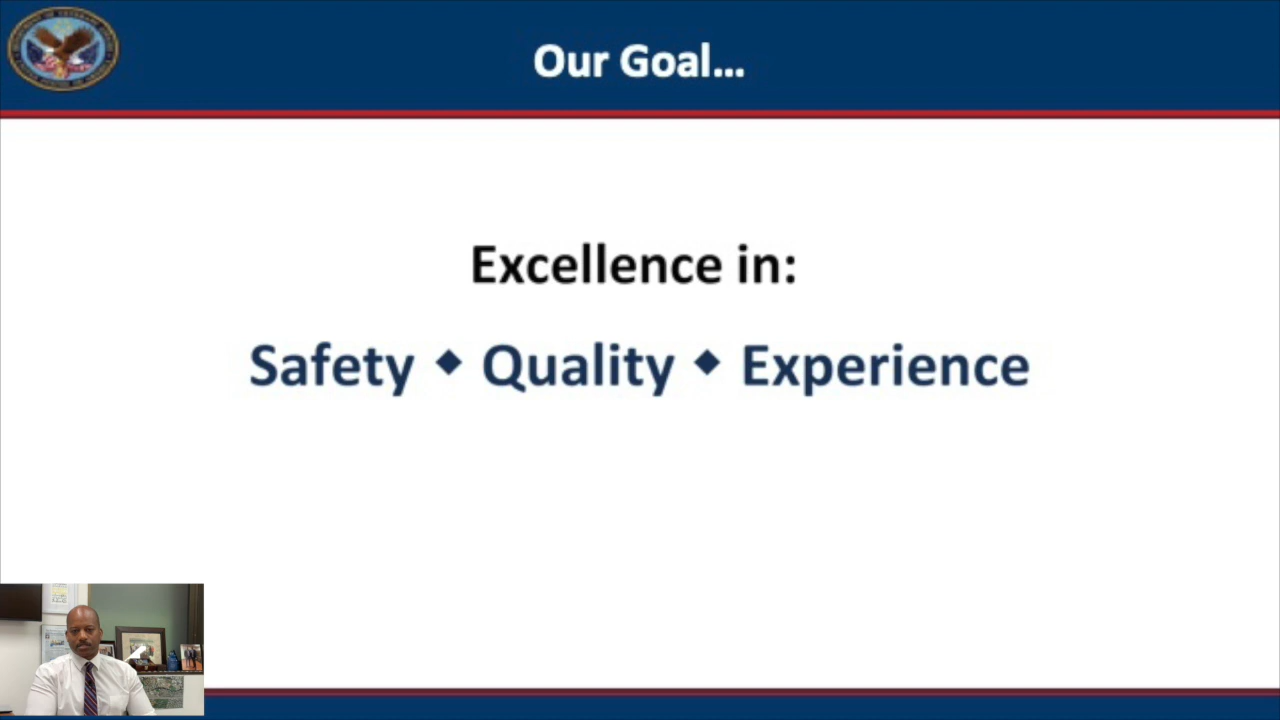 Our Goal...
Excellence in:
Safety ◆ Quality ◆ Experience